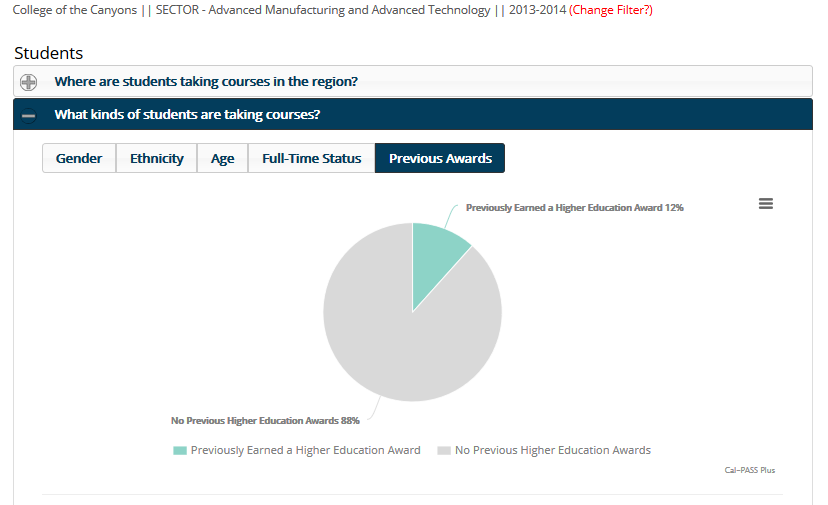 College of the Canyons || SECTOR - Advanced Manufacturing and Advanced Technology || 2013-2014 (Change Filter?)
Students
Where are students taking courses in the region?
What kinds of students are taking courses?
Gender Ethnicity Age Full-Time Status Previous Awards
Previously Earned a Higher Education Award 12%
No Previous Higher Education Awards 88%
Previously Earned a Higher Education Award No Previous Higher Education Awards
Cal-PASS Plus